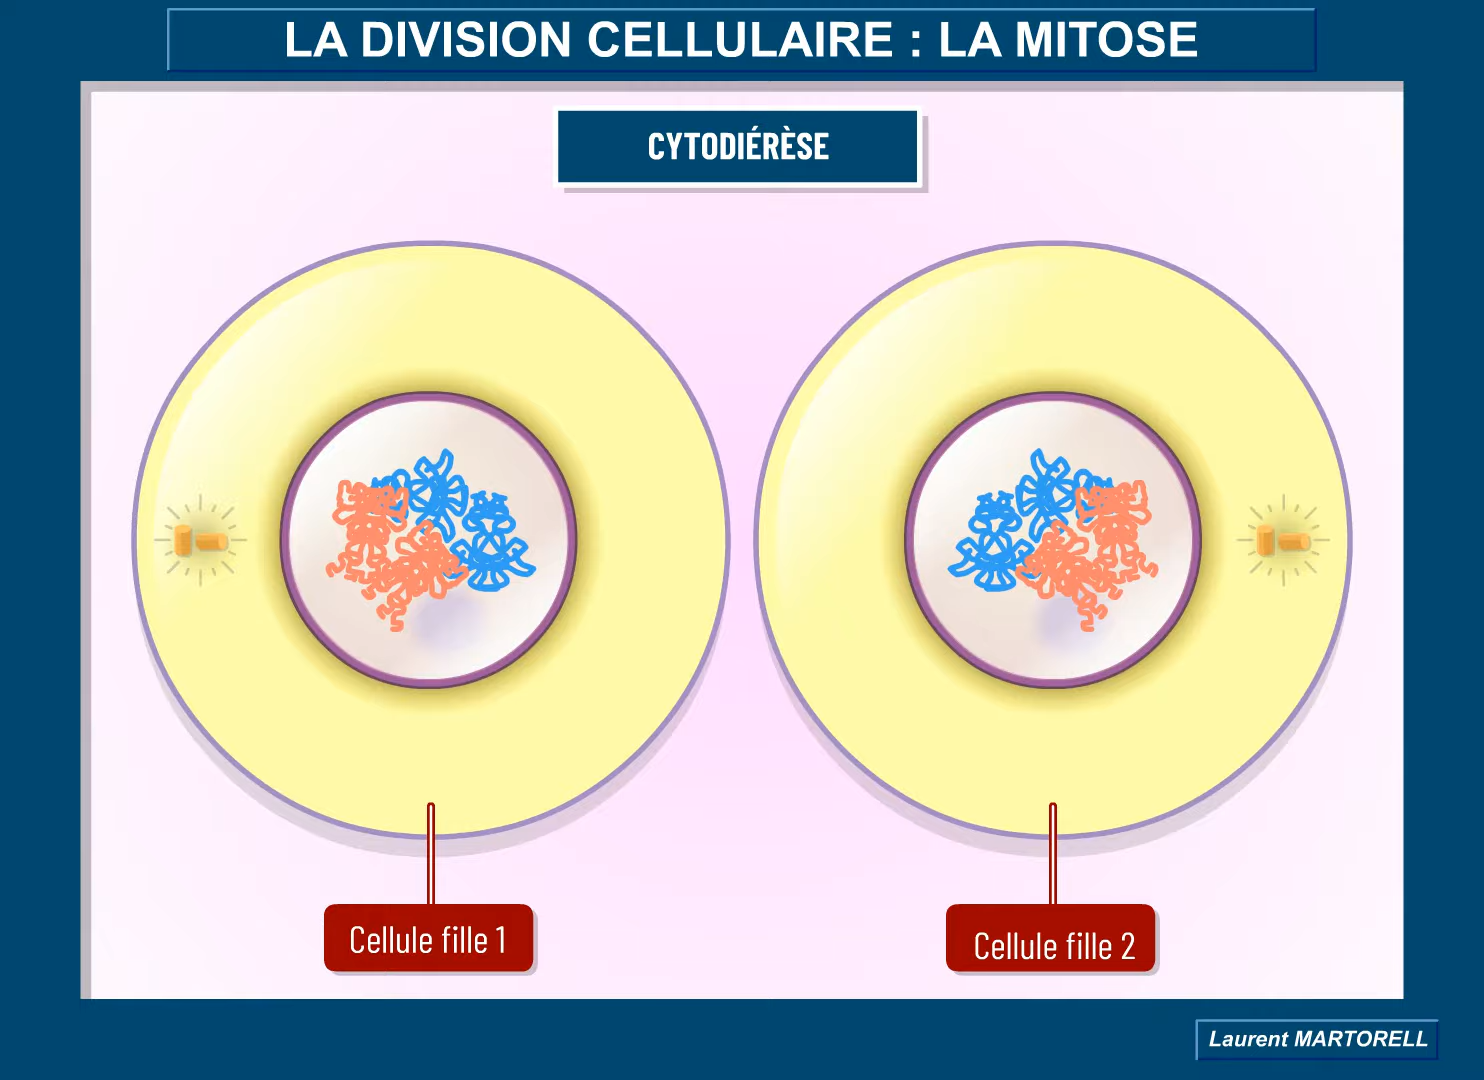 LA DIVISION CELLULAIRE : LA MITOSE
CYTODIÉRÈSE
Cellule fille 1
Cellule fille 2
Laurent MARTORELL